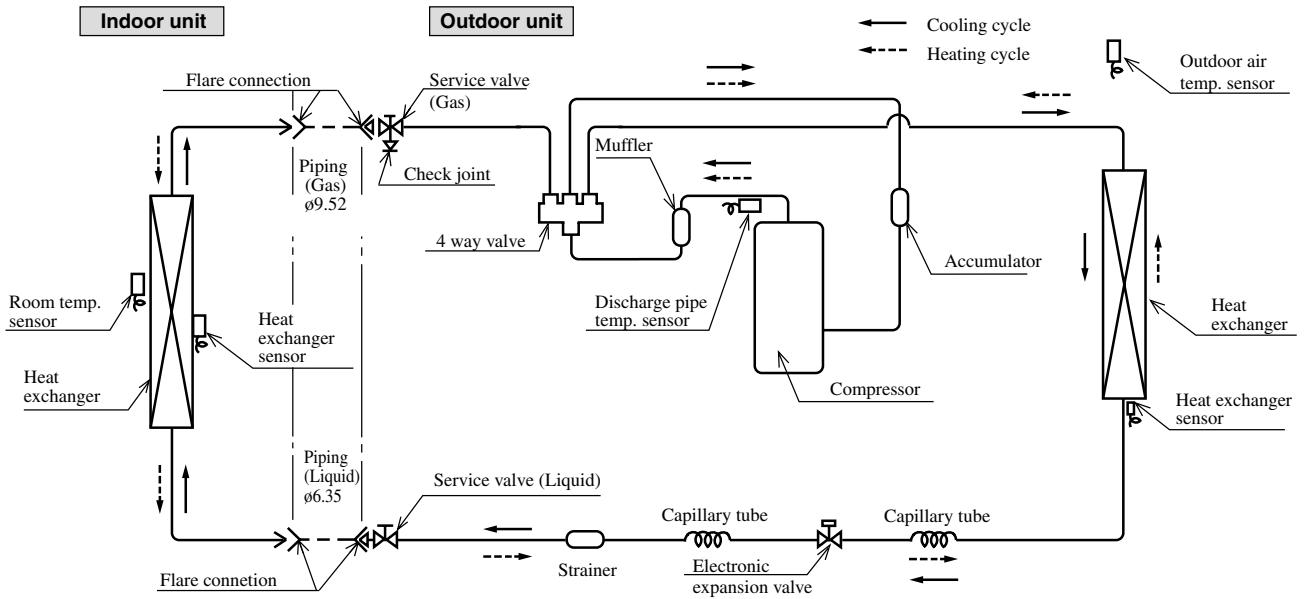 Indoor unit
Outdoor unit
Cooling cycle
Heating cycle
Outdoor air
temp. sensor
Flare connection
Service valve
(Gas)
Check joint
Piping
(Gas)
ø9.52
Muffler
4 way valve
Discharge pipe
temp. sensor
Accumulator
Compressor
Room temp.
sensor
Heat
exchanger
sensor
Heat
exchanger
Heat
exchanger
Heat exchanger
sensor
Piping
(Liquid)
ø6.35
Service valve (Liquid)
Capillary tube
Capillary tube
Strainer
Electronic
expansion valve
Flare connetion